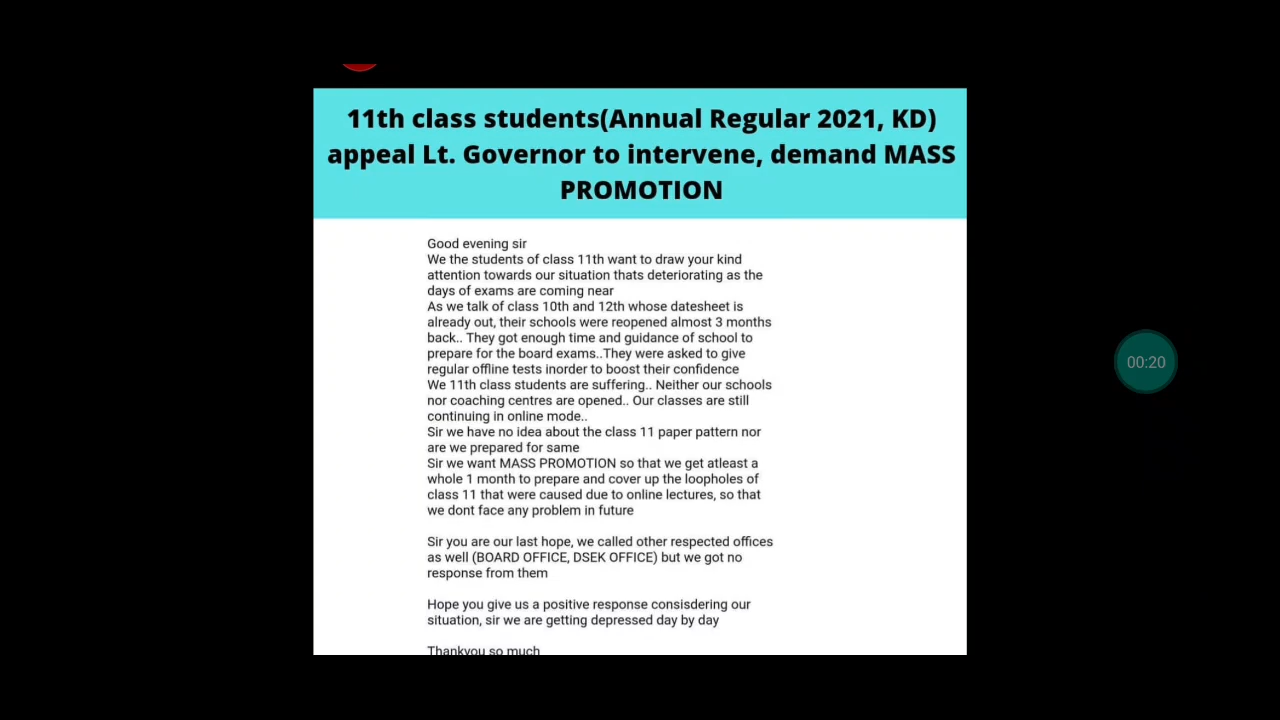 11th class students(Annual Regular 2021, KD)
appeal Lt. Governor to intervene, demand MASS
PROMOTION
Good evening sir
We the students of class 11th want to draw your kind
attention towards our situation thats deteriorating as the
days of exams are coming near
As we talk of class 10th and 12th whose datesheet is
already out, their schools were reopened almost 3 months
back.. They got enough time and guidance of school to
prepare for the board exams..They were asked to give
regular offline tests inorder to boost their confidence
We 11th class students are suffering.. Neither our schools
nor coaching centres are opened.. Our classes are still
continuing in online mode..
Sir we have no idea about the class 11 paper pattern nor
are we prepared for same
Sir we want MASS PROMOTION so that we get atleast a
whole 1 month to prepare and cover up the loopholes of
class 11 that were caused due to online lectures, so that
we dont face any problem in future
Sir you are our last hope, we called other respected offices
as well (BOARD OFFICE, DSEK OFFICE) but we got no
response from them
Hope you give us a positive response consisdering our
situation, sir we are getting depressed day by day
Thankyou so much
00:20